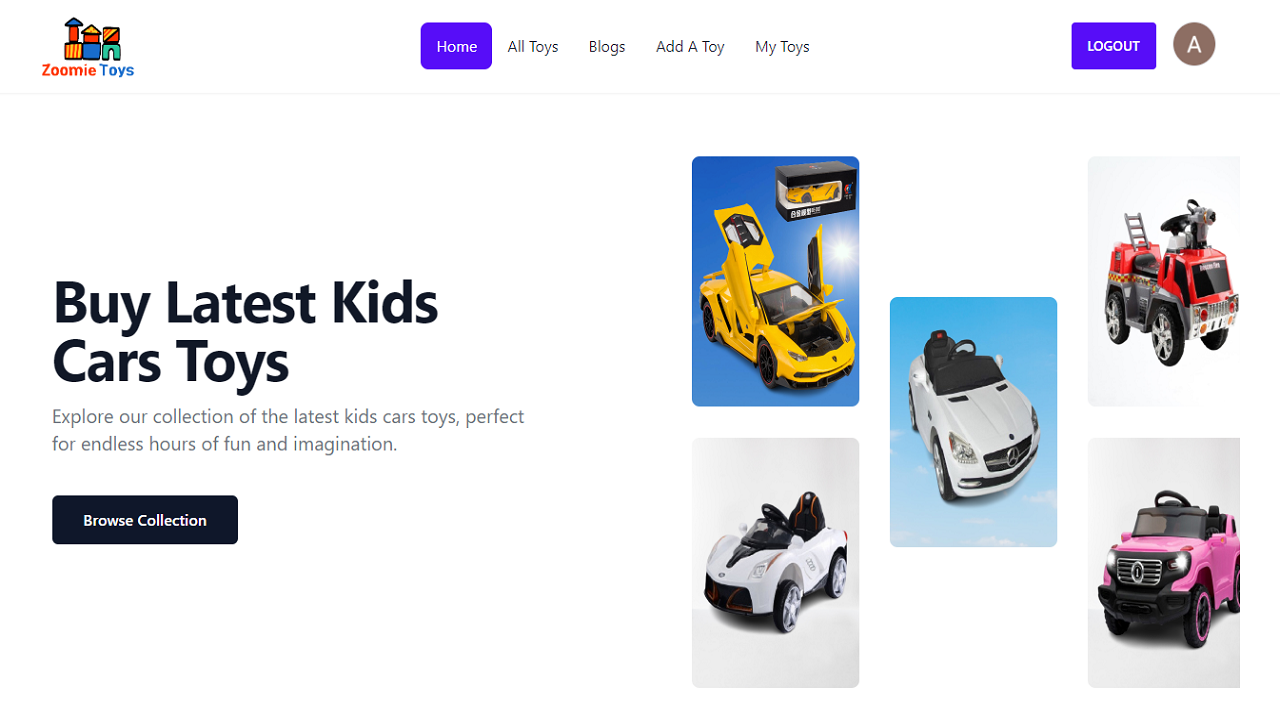 Zoomie Toys
Home
All Toys
Blogs
Add A Toy
My Toys
LOGOUT
A
Buy Latest Kids
Cars Toys
Explore our collection of the latest kids cars toys, perfect
for endless hours of fun and imagination.
Browse Collection